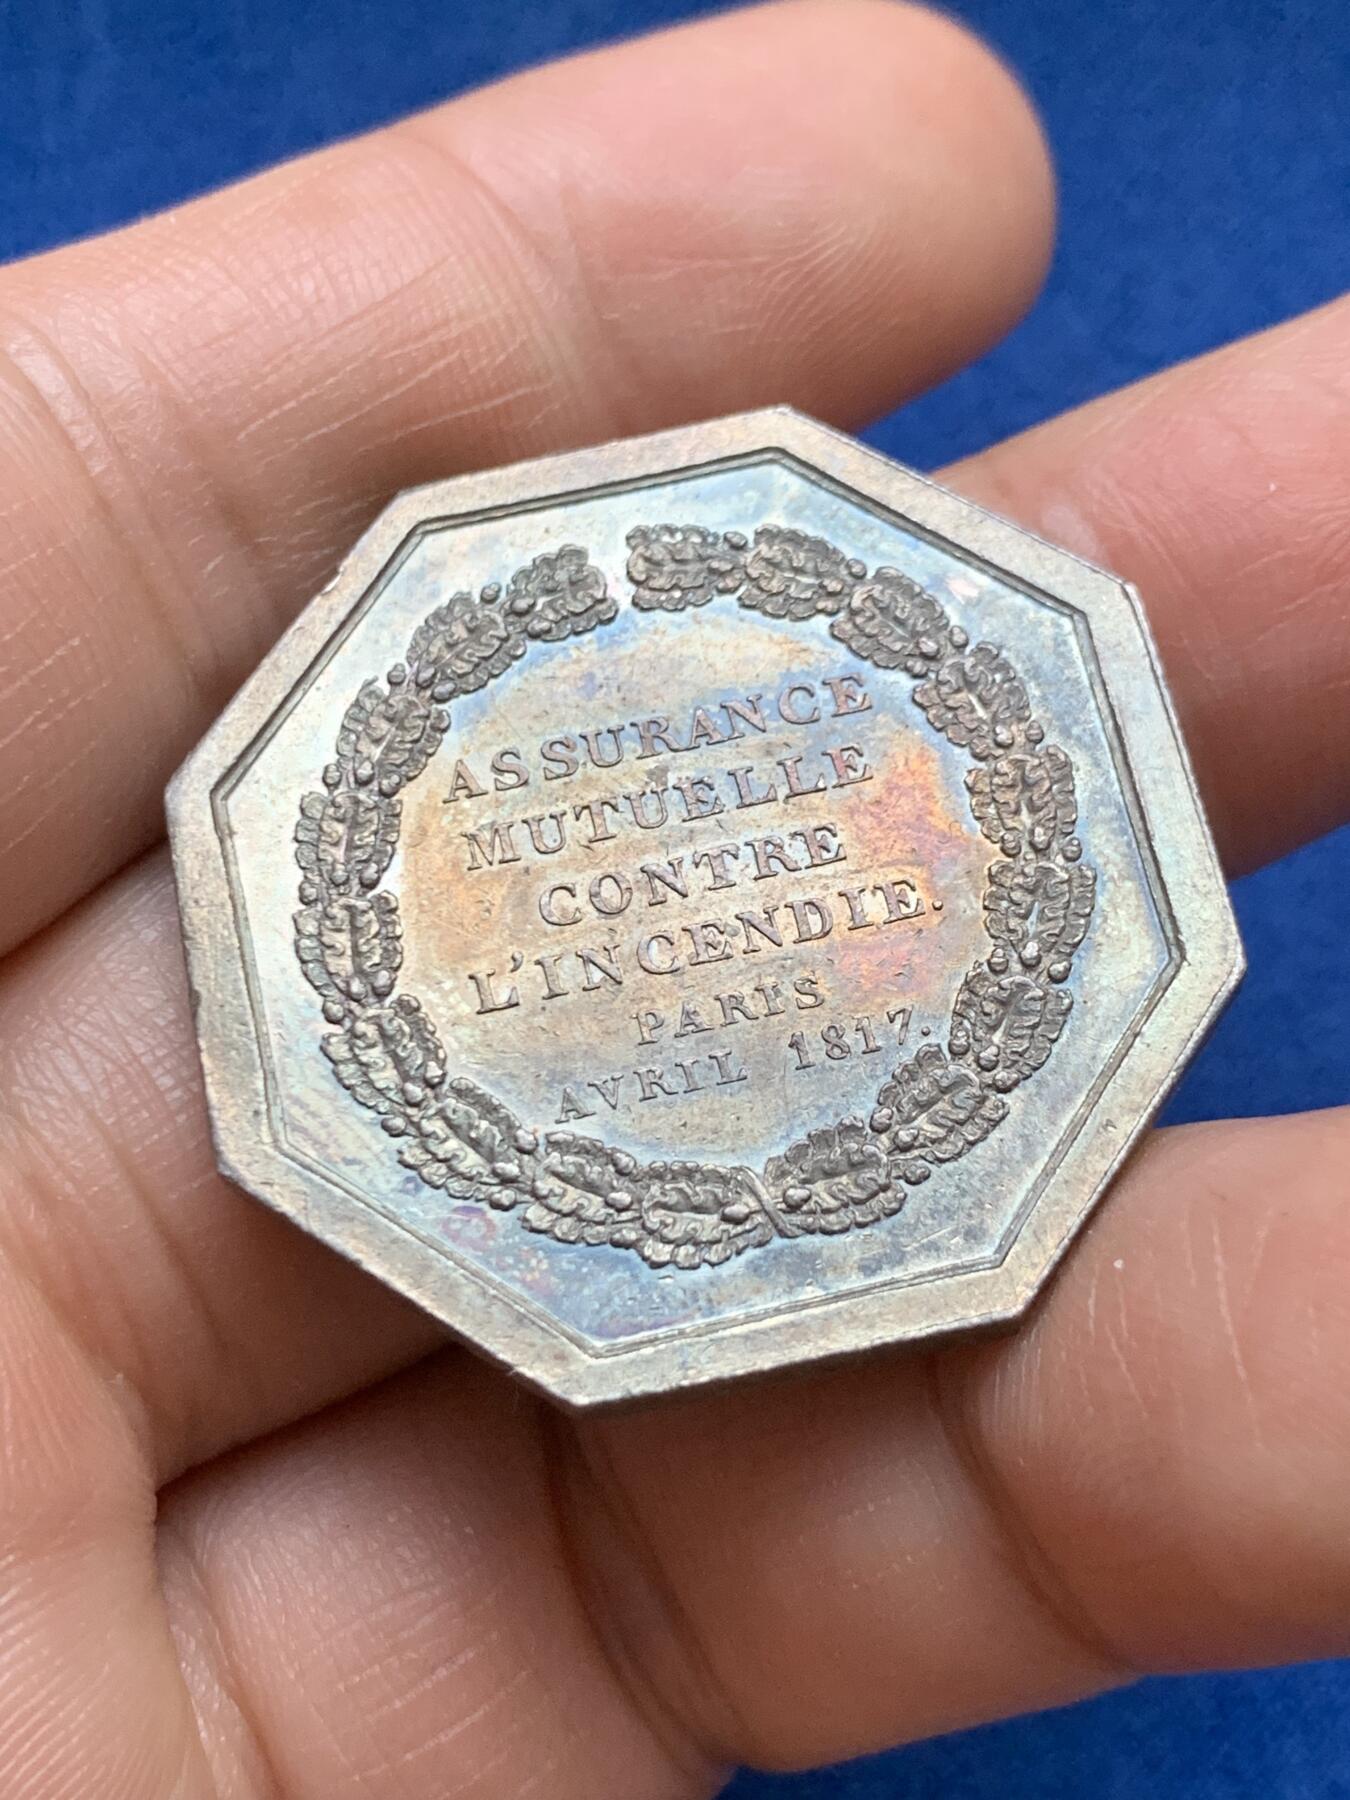 ASSURANCE
MUTUELLE
CONTRE
L'INCENDIE.
PARIS
AVRIL 1817.